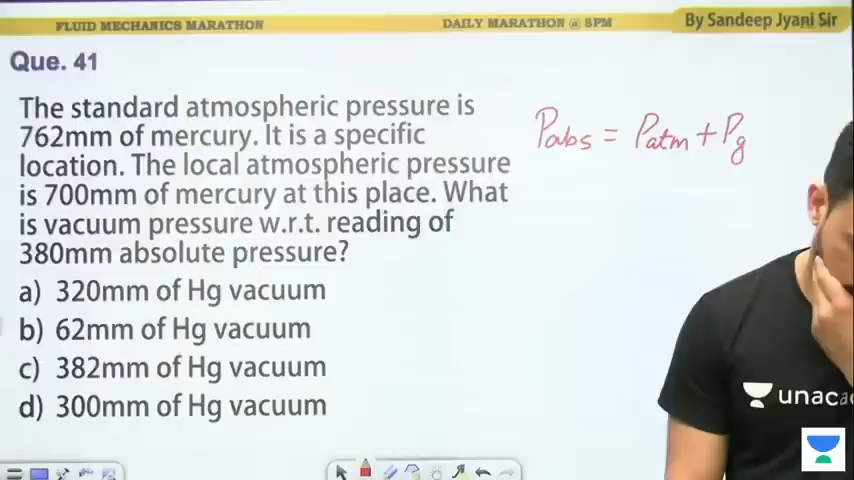 FLUID MECHANICS MARATHON
DAILY MARATHON @ 8PM
By Sandeep Jyani Sir
Que. 41
The standard atmospheric pressure is
762mm of mercury. It is a specific
location. The local atmospheric pressure
is 700mm of mercury at this place. What
is vacuum pressure w.r.t. reading of
380mm absolute pressure?
a) 320mm of Hg vacuum
b) 62mm of Hg vacuum
c) 382mm of Hg vacuum
d) 300mm of Hg vacuum
Pabs = Patm + Pg
unaca